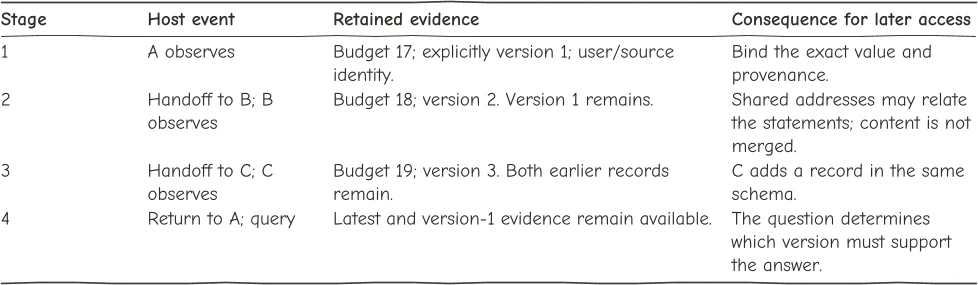 Stage Host event Retained evidence Consequence for later access
1 A observes Budget 17; explicitly version 1; user/source Bind the exact value and
identity. provenance.
2 Handoff to B; B Budget 18; version 2. Version 1 remains. Shared addresses may relate
observes the statements; content is not
merged.
3 Handoff to C; C Budget 19; version 3. Both earlier records C adds a record in the same
observes remain. schema.
4 Return to A; query Latest and version-1 evidence remain available. The question determines
which version must support
the answer.